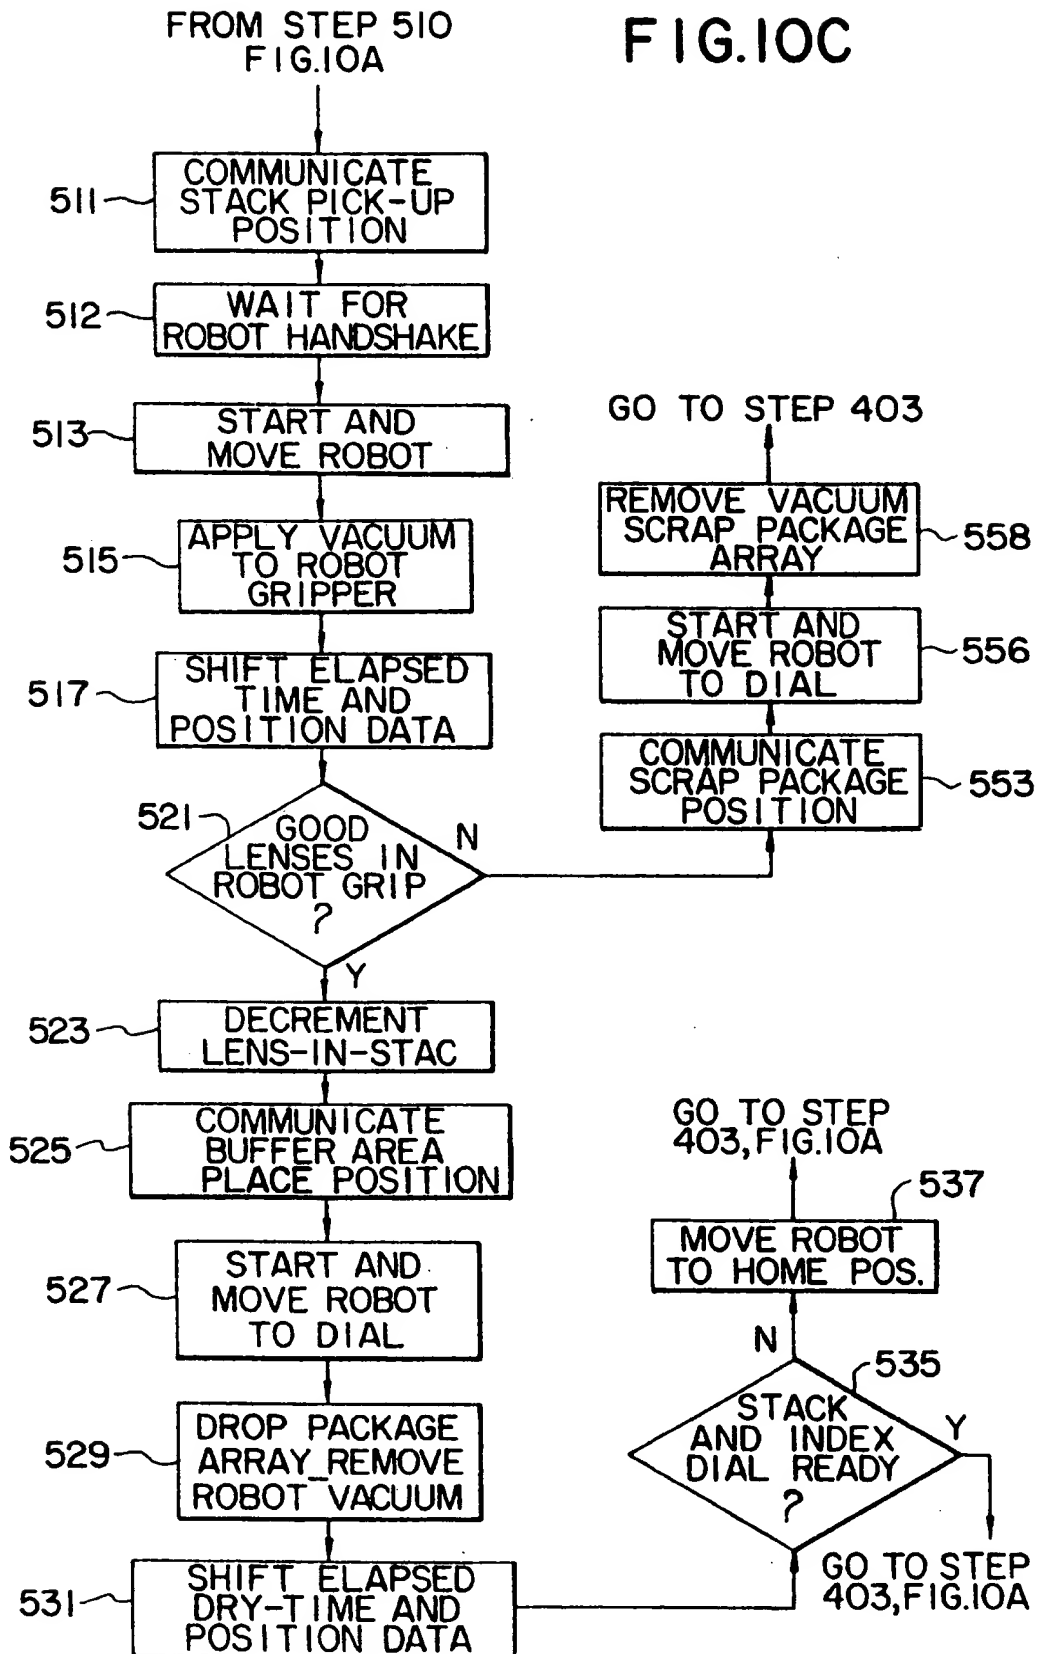 FROM STEP 510
FIG.10A
FIG.10C
511
COMMUNICATE
STACK PICK-UP
POSITION
512
WAIT FOR
ROBOT HANDSHAKE
513
START AND
MOVE ROBOT
515
APPLY VACUUM
TO ROBOT
GRIPPER
517
SHIFT ELAPSED
TIME AND
POSITION DATA
521
GOOD
LENSES IN
ROBOT GRIP
?
N
Y
GO TO STEP 403
REMOVE VACUUM
SCRAP PACKAGE
ARRAY
558
START AND
MOVE ROBOT
TO DIAL
556
COMMUNICATE
SCRAP PACKAGE
POSITION
553
523
DECREMENT
LENS-IN-STAC
525
COMMUNICATE
BUFFER AREA
PLACE POSITION
527
START AND
MOVE ROBOT
TO DIAL
529
DROP PACKAGE
ARRAY_REMOVE
ROBOT VACUUM
531
SHIFT ELAPSED
DRY-TIME AND
POSITION DATA
GO TO STEP
403,FIG.10A
537
MOVE ROBOT
TO HOME POS.
N
535
STACK
AND INDEX
DIAL READY
?
Y
GO TO STEP
403,FIG.10A